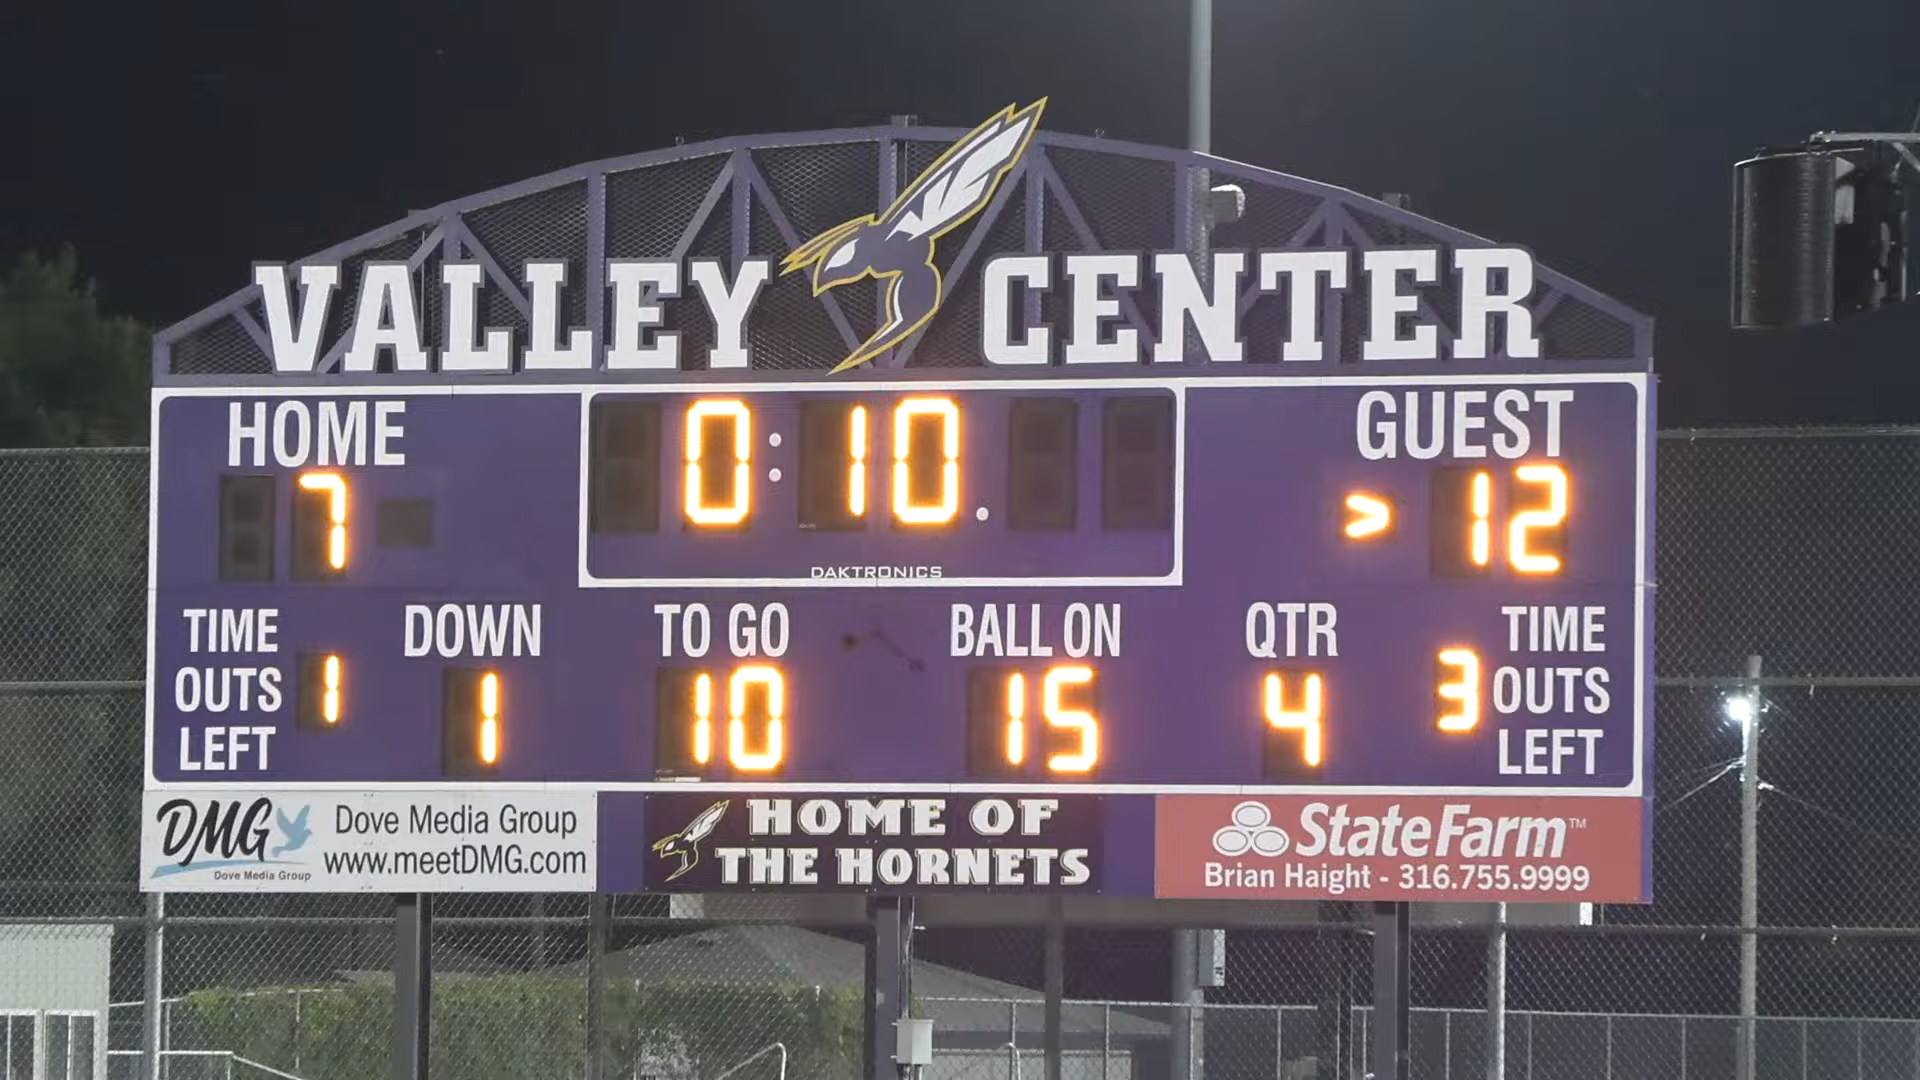 VALLEY CENTER
HOME
0:10.
GUEST
7
> 12
DAKTRONICS
TIME OUTS LEFT
1
DOWN
1
TO GO
10
BALL ON
15
QTR
4
3
TIME OUTS LEFT
DMG
Dove Media Group
Dove Media Group
www.meetDMG.com
HOME OF
THE HORNETS
State Farm™
Brian Haight - 316.755.9999